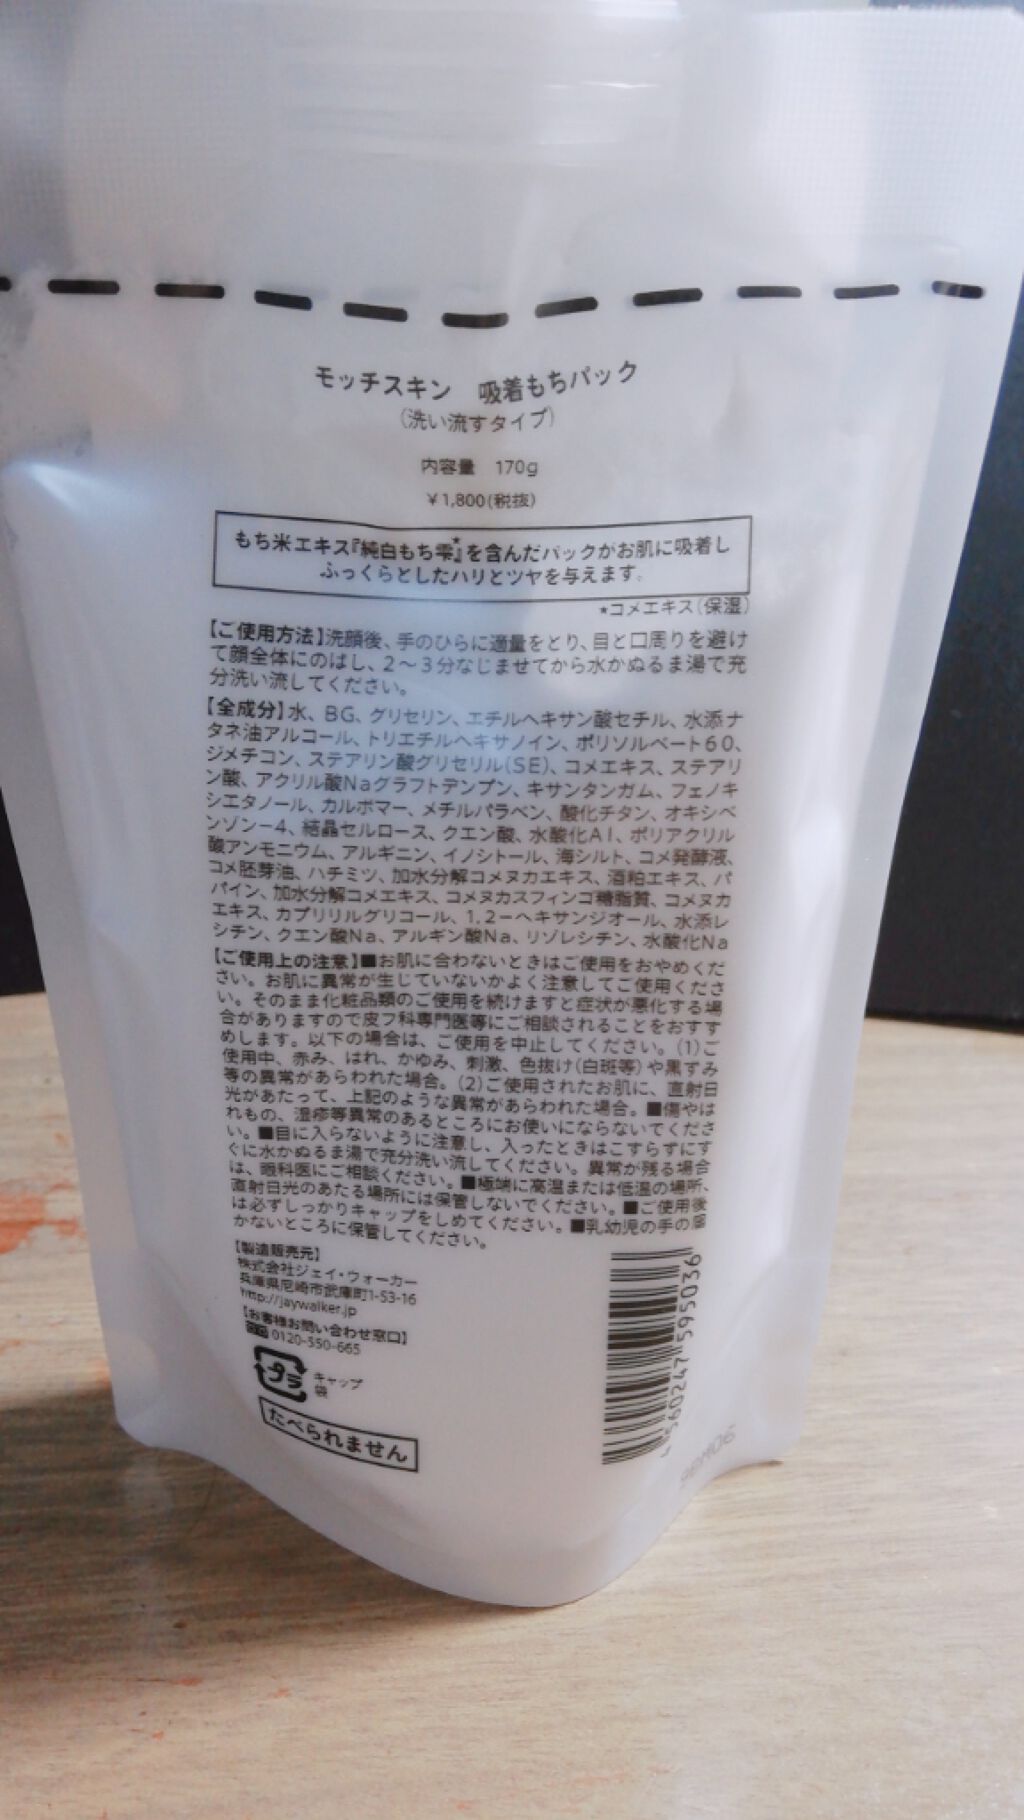 モッチスキン 吸着もちパック
(洗い流すタイプ)
内容量 170g
￥1,800(税抜)
もち米エキス『純白もち雫★』を含んだパックがお肌に吸着し
ふっくらとしたハリとツヤを与えます。
★コメエキス(保湿)
【ご使用方法】洗顔後、手のひらに適量をとり、目と口周りを避け
て顔全体にのばし、2～3分なじませてから水かぬるま湯で充
分洗い流してください。
【全成分】水、BG、グリセリン、エチルヘキサン酸セチル、水添ナ
タネ油アルコール、トリエチルヘキサノイン、ポリソルベート60、
ジメチコン、ステアリン酸グリセリル(SE)、コメエキス、ステアリ
ン酸、アクリル酸Naグラフトデンプン、キサンタンガム、フェノキ
シエタノール、カルボマー、メチルパラベン、酸化チタン、オキシベ
ンゾン-4、結晶セルロース、クエン酸、水酸化Al、ポリアクリル
酸アンモニウム、アルギニン、イノシトール、海シルト、コメ発酵液、
コメ胚芽油、ハチミツ、加水分解コメヌカエキス、酒粕エキス、パ
パイン、加水分解コメエキス、コメヌカスフィンゴ糖脂質、コメヌカ
エキス、カプリリルグリコール、1,2-ヘキサンジオール、水添レ
シチン、クエン酸Na、アルギン酸Na、リゾレシチン、水酸化Na
【ご使用上の注意】■お肌に合わないときはご使用をおやめくだ
さい。お肌に異常が生じていないかよく注意してご使用くださ
い。そのまま化粧品類のご使用を続けますと症状が悪化する場
合がありますので皮フ科専門医等にご相談されることをおすす
めします。以下の場合は、ご使用を中止してください。(1)ご
使用中、赤み、はれ、かゆみ、刺激、色抜け(白斑等)や黒ずみ
等の異常があらわれた場合。(2)ご使用されたお肌に、直射日
光があたって、上記のような異常があらわれた場合。■傷やは
れもの、湿疹等異常のあるところにお使いにならないでくださ
い。■目に入らないように注意し、入ったときはこすらずにす
ぐに水かぬるま湯で充分洗い流してください。異常が残る場合
は、眼科医にご相談ください。■極端に高温または低温の場所、
直射日光のあたる場所には保管しないでください。■ご使用後
は必ずしっかりキャップをしめてください。■乳幼児の手の届
かないところに保管してください。
【製造販売元】
株式会社ジェイ・ウォーカー
兵庫県尼崎市武庫町1-53-16
http://jaywalker.jp
【お客様お問い合わせ窓口】
0120-550-665
プラ
キャップ
袋
たべられません
4560247595036